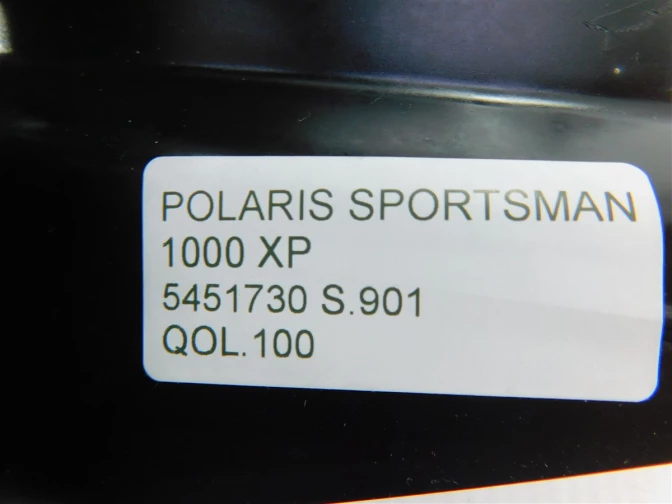 POLARIS SPORTSMAN
1000 XP
5451730 S.901
QOL.100